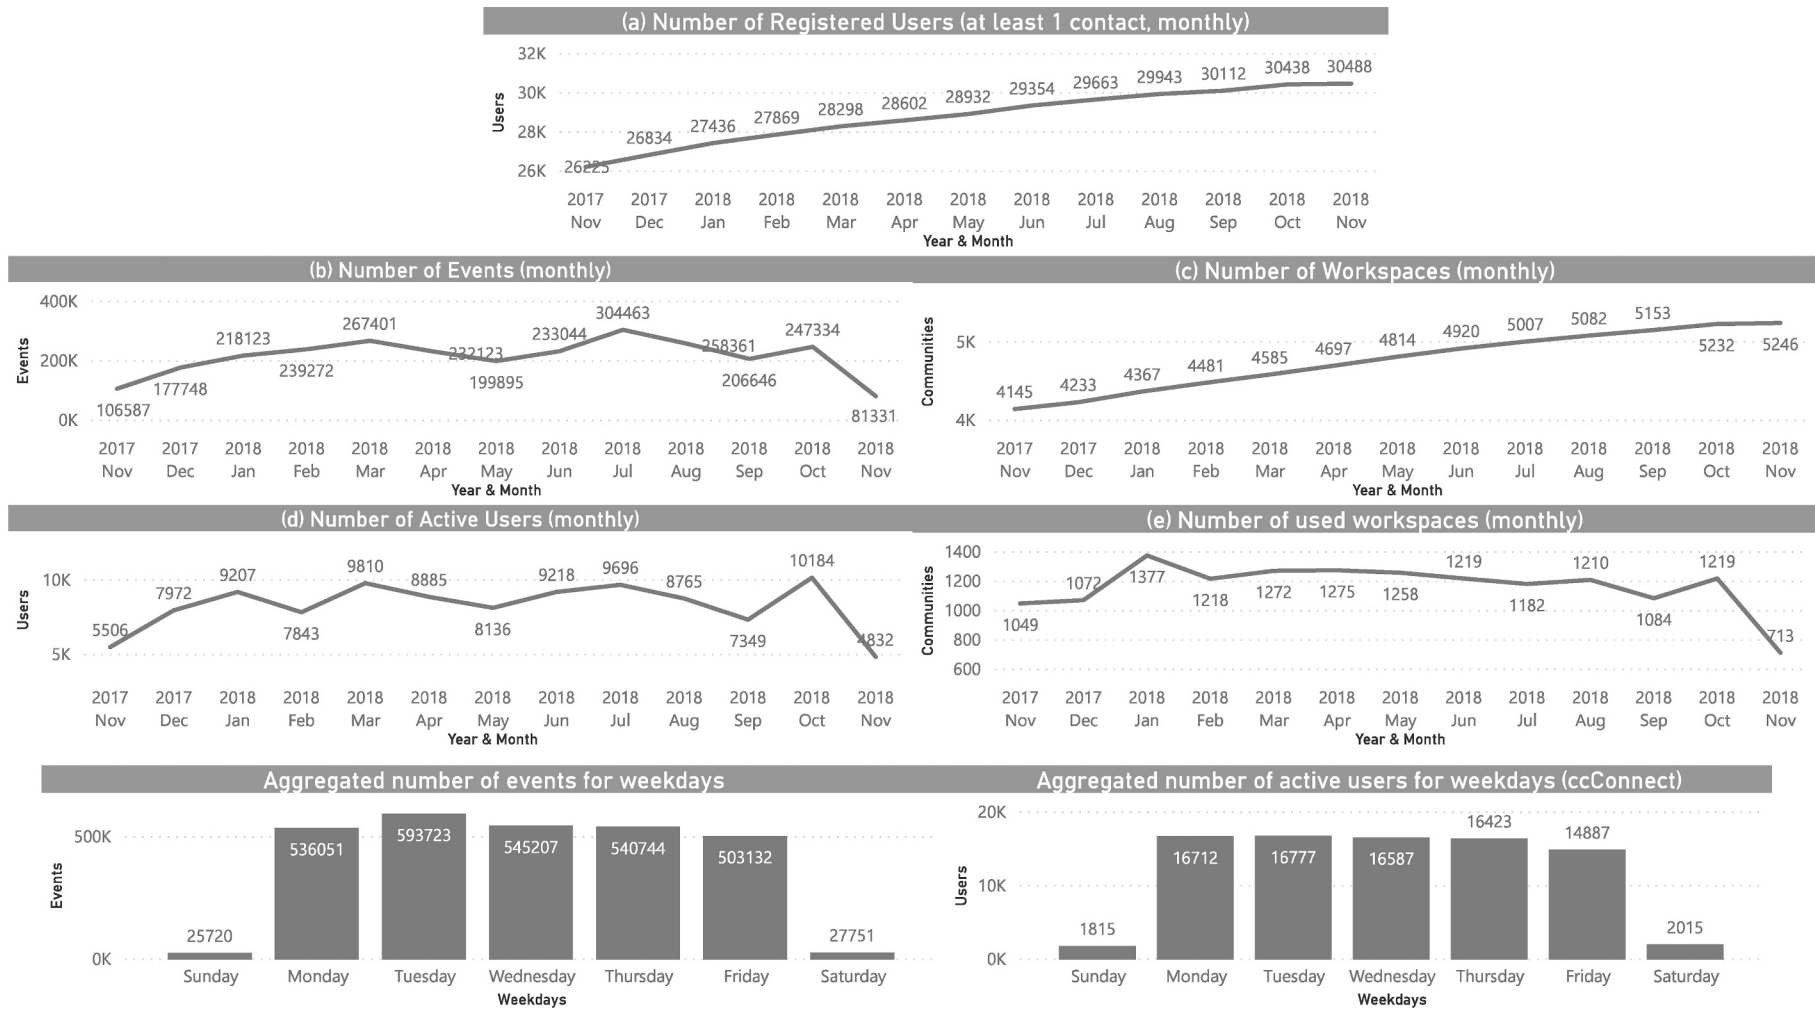 (a) Number of Registered Users (at least 1 contact, monthly)
32K
30K
28K
26K
Users
26225 26834 27436 27869 28298 28602 28932 29354 29663 29943 30112 30438 30488
2017 2017 2018 2018 2018 2018 2018 2018 2018 2018 2018 2018 2018
Nov Dec Jan Feb Mar Apr May Jun Jul Aug Sep Oct Nov
Year & Month
(b) Number of Events (monthly)
400K
200K
0K
Events
106587 177748 218123 239272 267401 232123 199895 233044 304463 258361 206646 247334 81331
2017 2017 2018 2018 2018 2018 2018 2018 2018 2018 2018 2018 2018
Nov Dec Jan Feb Mar Apr May Jun Jul Aug Sep Oct Nov
Year & Month
(c) Number of Workspaces (monthly)
5K
4K
Communities
4145 4233 4367 4481 4585 4697 4814 4920 5007 5082 5153 5232 5246
2017 2017 2018 2018 2018 2018 2018 2018 2018 2018 2018 2018 2018
Nov Dec Jan Feb Mar Apr May Jun Jul Aug Sep Oct Nov
Year & Month
(d) Number of Active Users (monthly)
10K
5K
Users
5506 7972 9207 7843 9810 8885 8136 9218 9696 8765 7349 10184 4832
2017 2017 2018 2018 2018 2018 2018 2018 2018 2018 2018 2018 2018
Nov Dec Jan Feb Mar Apr May Jun Jul Aug Sep Oct Nov
Year & Month
(e) Number of used workspaces (monthly)
1400
1200
1000
800
600
Communities
1049 1072 1377 1218 1272 1275 1258 1219 1182 1210 1084 1219 713
2017 2017 2018 2018 2018 2018 2018 2018 2018 2018 2018 2018 2018
Nov Dec Jan Feb Mar Apr May Jun Jul Aug Sep Oct Nov
Year & Month
Aggregated number of events for weekdays
500K
0K
Events
25720 536051 593723 545207 540744 503132 27751
Sunday Monday Tuesday Wednesday Thursday Friday Saturday
Weekdays
Aggregated number of active users for weekdays (ccConnect)
20K
10K
0K
Users
1815 16712 16777 16587 16423 14887 2015
Sunday Monday Tuesday Wednesday Thursday Friday Saturday
Weekdays